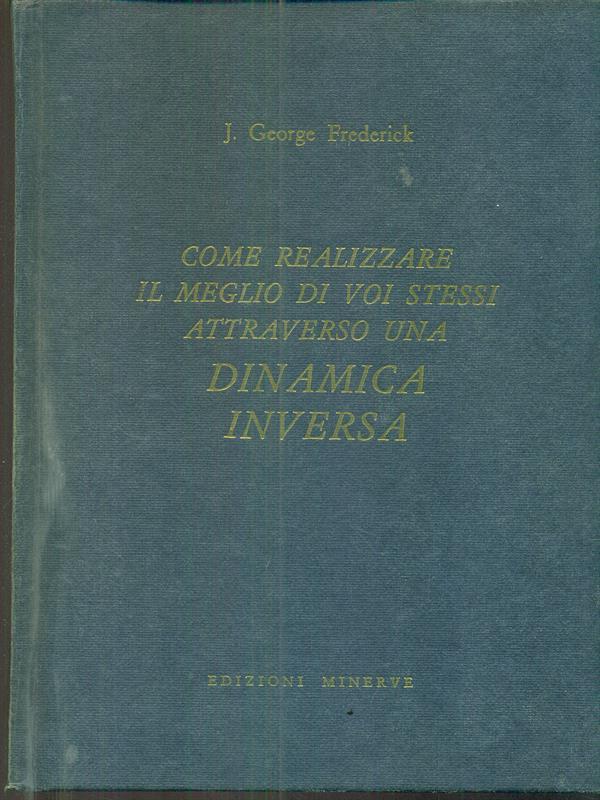 J. George Frederick
COME REALIZZARE
IL MEGLIO DI VOI STESSI
ATTRAVERSO UNA
DINAMICA
INVERSA
EDIZIONI MINERVE